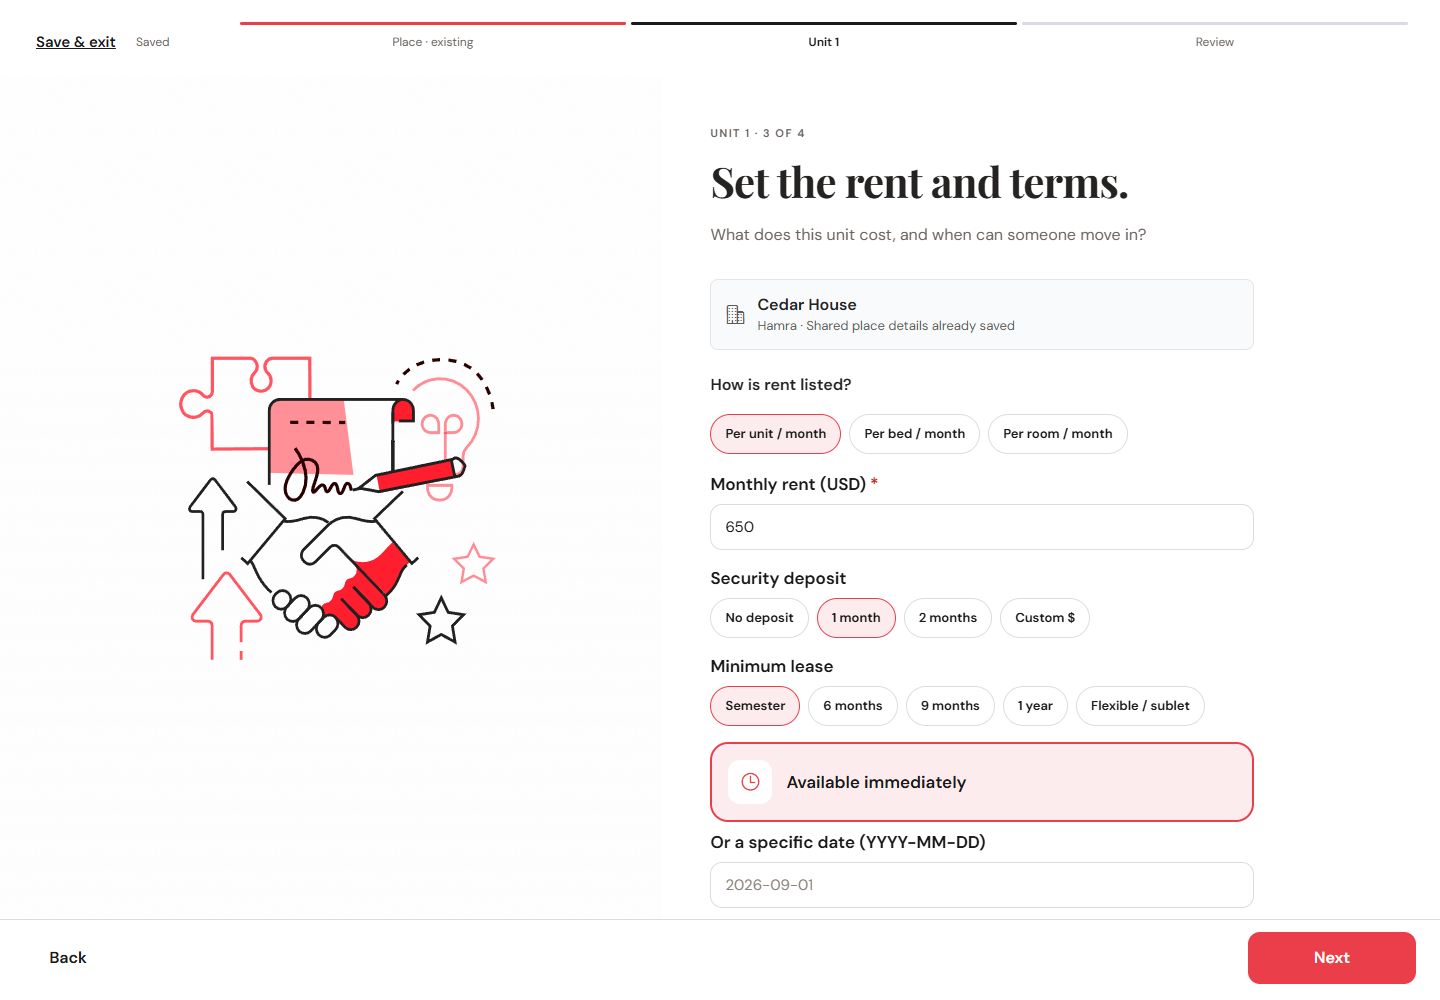 Save & exit
Saved
Place · existing
Unit 1
Review
UNIT 1 · 3 OF 4
Set the rent and terms.
What does this unit cost, and when can someone move in?
Cedar House
Hamra · Shared place details already saved
How is rent listed?
Per unit / month
Per bed / month
Per room / month
Monthly rent (USD) *
650
Security deposit
No deposit
1 month
2 months
Custom $
Minimum lease
Semester
6 months
9 months
1 year
Flexible / sublet
Available immediately
Or a specific date (YYYY-MM-DD)
2026-09-01
Back
Next